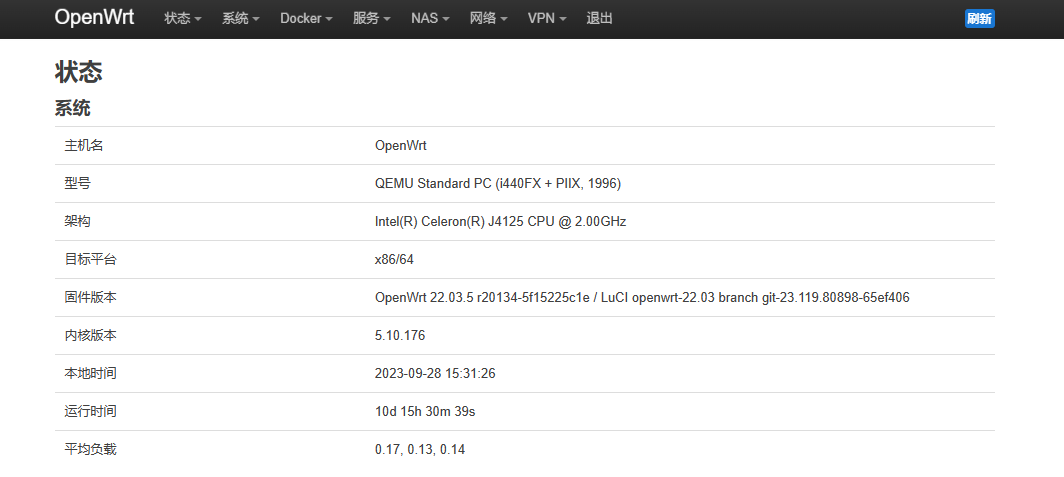 OpenWrt 状态 系统 Docker 服务 NAS 网络 VPN 退出 刷新
状态
系统
主机名 OpenWrt
型号 QEMU Standard PC (i440FX + PIIX, 1996)
架构 Intel(R) Celeron(R) J4125 CPU @ 2.00GHz
目标平台 x86/64
固件版本 OpenWrt 22.03.5 r20134-5f15225c1e / LuCI openwrt-22.03 branch git-23.119.80898-65ef406
内核版本 5.10.176
本地时间 2023-09-28 15:31:26
运行时间 10d 15h 30m 39s
平均负载 0.17, 0.13, 0.14